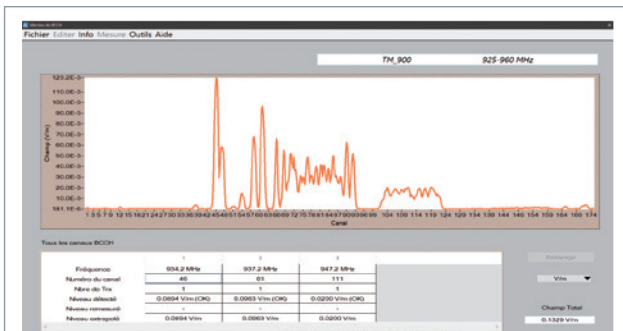 Fichier Editer Info Mesure Outils Aide
TM_900 925-960 MHz
110.0E-3
100.0E-3
90.0E-3
80.0E-3
70.0E-3
60.0E-3
50.0E-3
40.0E-3
30.0E-3
20.0E-3
10.0E-3
Champ (V/m)
Canal
Tous les canaux BCCH
1 2 3
Fréquence 934.2 MHz 937.2 MHz 947.2 MHz
Numéro du canal 46 61 111
Nbre de Trx 1 1 1
Niveau détecté 0.0894 V/m (OK) 0.0963 V/m (OK) 0.0200 V/m (OK)
Niveau remesuré - - -
Niveau extrapolé 0.0894 V/m 0.0963 V/m 0.0200 V/m
V/m
Champ Total
0.1329 V/m